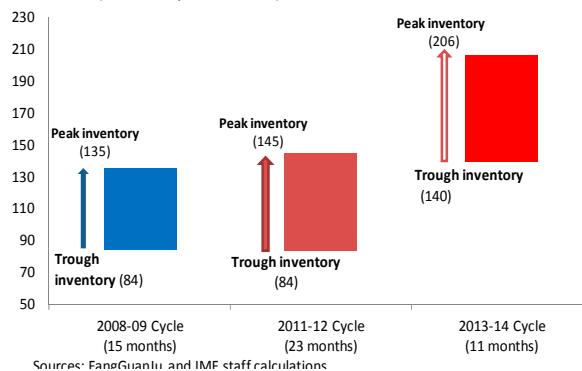 230
210
190
170
150
130
110
90
70
50
Peak inventory
(135)
Trough
inventory (84)
Peak inventory
(145)
Trough inventory
(84)
Peak inventory
(206)
Trough inventory
(140)
2008-09 Cycle
(15 months)
2011-12 Cycle
(23 months)
2013-14 Cycle
(11 months)
Sources: FangGuanJu and IMF staff calculations